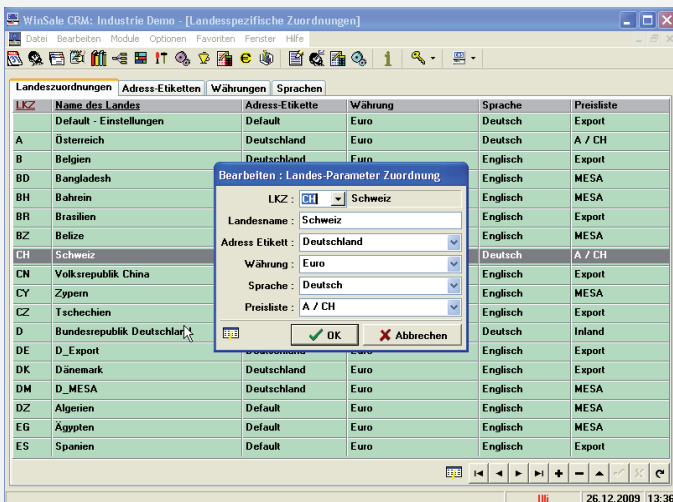 WinSale CRM: Industrie Demo - [Landesspezifische Zuordnungen]
Datei Bearbeiten Module Optionen Favoriten Fenster Hilfe
Landeszuordnungen Adress-Etiketten Währungen Sprachen
LKZ Name des Landes Adress-Etikette Währung Sprache Preisliste
Default - Einstellungen Default Euro Deutsch Export
A Österreich Deutschland Euro Deutsch A / CH
B Belgien Deutschland Euro Englisch Export
BD Bangladesh Englisch MESA
BH Bahrein Englisch MESA
BR Brasilien Englisch Export
BZ Belize Englisch MESA
CH Schweiz Deutsch A / CH
CN Volksrepublik China Englisch Export
CY Zypern Englisch MESA
CZ Tschechien Englisch Export
D Bundesrepublik Deutschland Deutsch Inland
DE D_Export Deutschland Euro Englisch Export
DK Dänemark Deutschland Euro Englisch Export
DM D_MESA Deutschland Euro Englisch MESA
DZ Algerien Default Euro Englisch MESA
EG Ägypten Default Euro Englisch MESA
ES Spanien Default Euro Englisch Export
Bearbeiten : Landes-Parameter Zuordnung
LKZ : CH Schweiz
Landesname : Schweiz
Adress Etikett : Deutschland
Währung : Euro
Sprache : Deutsch
Preisliste : A / CH
OK Abbrechen
Ulli 26.12.2009 13:36